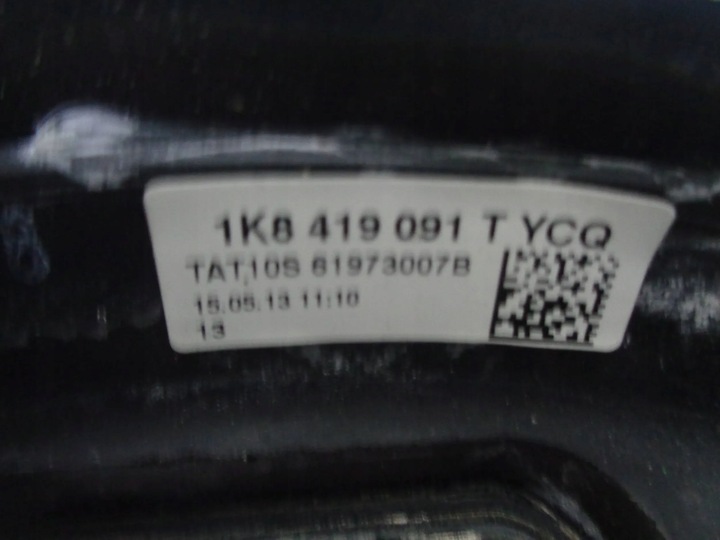 1K8 419 091 T YCQ
TAT10S 61973007B
15.05.13 11:10
13